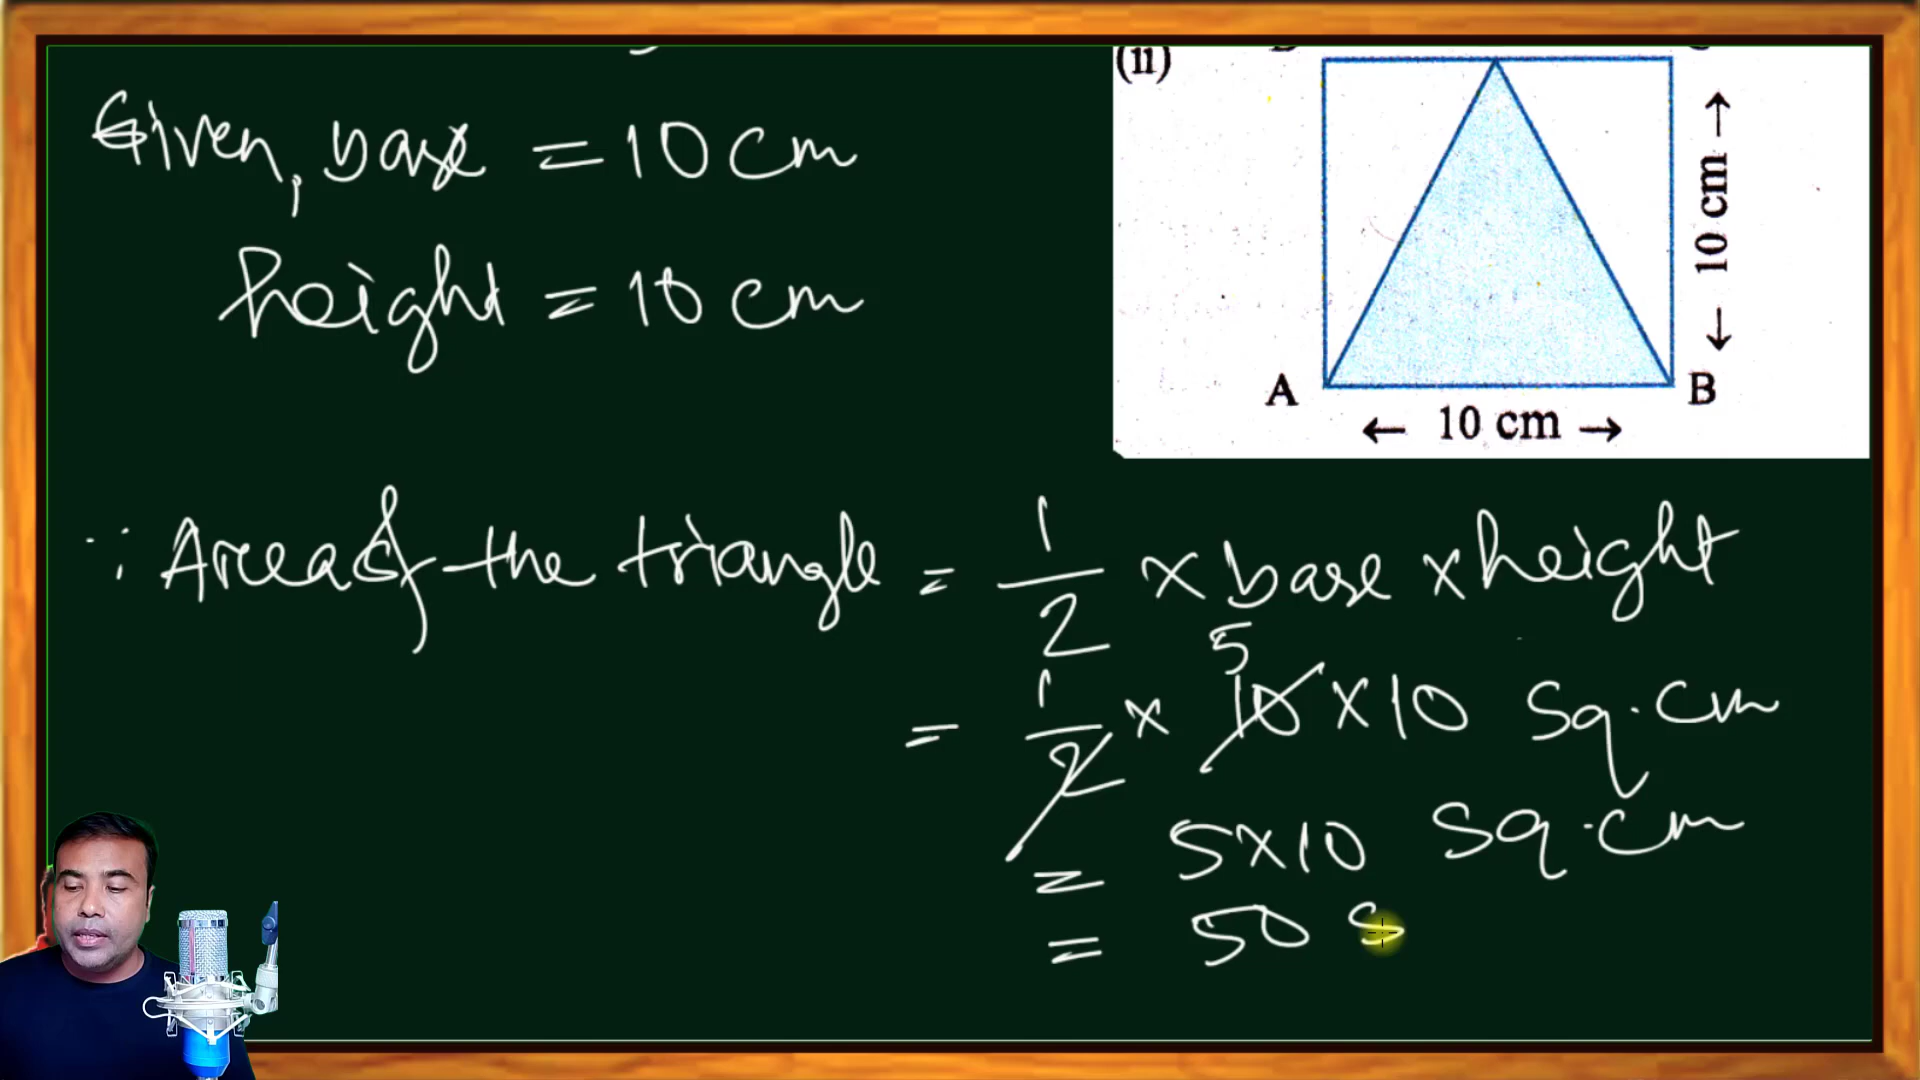 Given, base = 10 cm
height = 10 cm
(ii)
10 cm
A
B
← 10 cm →
∵ Area of the triangle = 1/2 × base × height
5
= 1/2 × 10 × 10 Sq. cm
= 5×10 Sq. cm
= 50 S